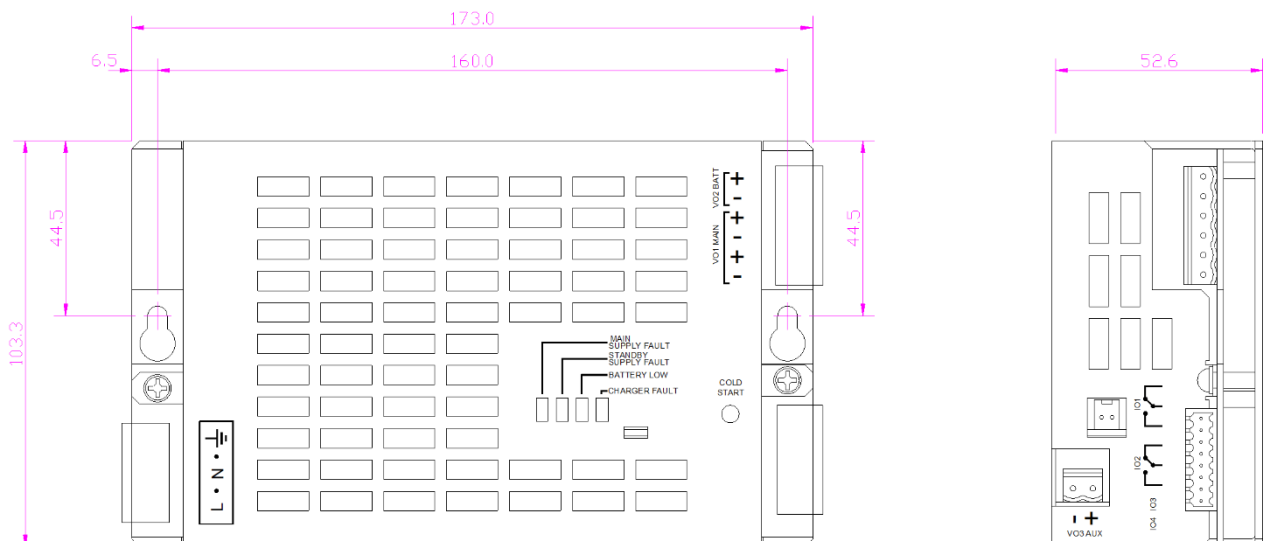 173.0
6.5
160.0
52.6
44.5
44.5
103.3
VO2 BATT
+
-
VO1 MAIN
+
-
+
-
MAIN
SUPPLY FAULT
STANDBY
SUPPLY FAULT
BATTERY LOW
CHARGER FAULT
COLD
START
L • N •
IO1
IO2
IO3
IO4
- +
VO3 AUX